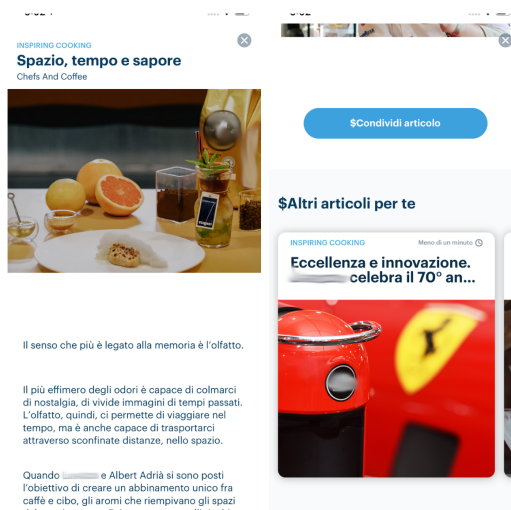 INSPIRING COOKING
Spazio, tempo e sapore
Chefs And Coffee
Il senso che più è legato alla memoria è l'olfatto.
Il più effimero degli odori è capace di colmarci
di nostalgia, di vivide immagini di tempi passati.
L'olfatto, quindi, ci permette di viaggiare nel
tempo, ma è anche capace di trasportarci
attraverso sconfinate distanze, nello spazio.
Quando e Albert Adrià si sono posti
l'obiettivo di creare un abbinamento unico fra
caffè e cibo, gli aromi che riempivano gli spazi
$Condividi articolo
$Altri articoli per te
INSPIRING COOKING
Meno di un minuto
Eccellenza e innovazione.
celebra il 70° an...